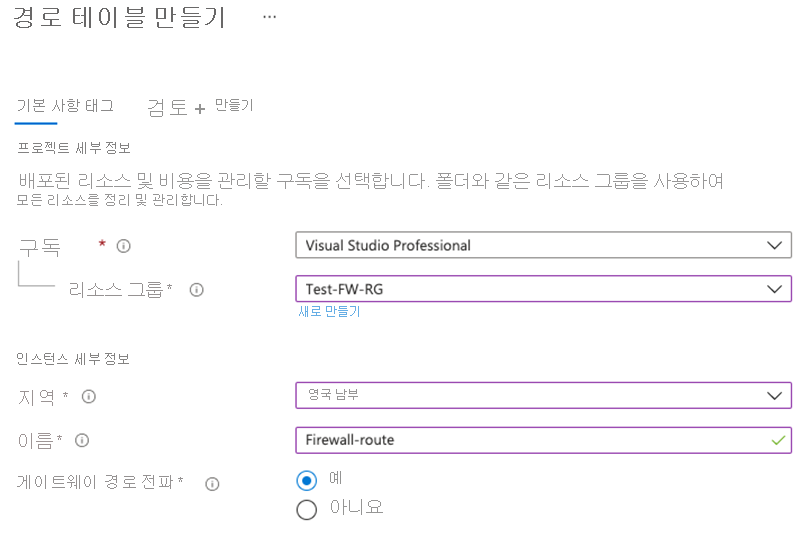 경로 테이블 만들기 ...
기본 사항 태그 검토 + 만들기
프로젝트 세부 정보
배포된 리소스 및 비용을 관리할 구독을 선택합니다. 폴더와 같은 리소스 그룹을 사용하여
모든 리소스를 정리 및 관리합니다.
구독 * Visual Studio Professional
리소스 그룹* Test-FW-RG
새로 만들기
인스턴스 세부 정보
지역 * 영국 남부
이름* Firewall-route
게이트웨이 경로 전파* 예
아니요